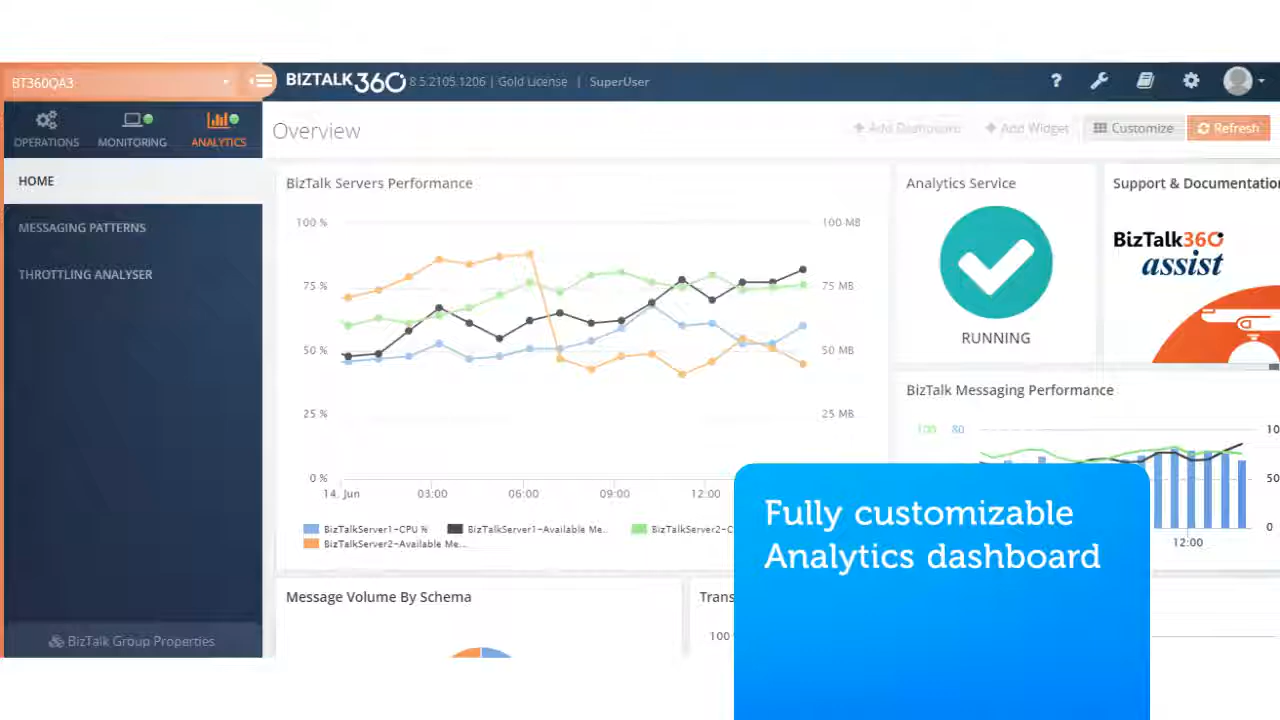 BT360QA3
BIZTALK360 8.5.2105.1206 | Gold License | SuperUser
?
OPERATIONS MONITORING ANALYTICS
Overview
Add Dashboard Add Widget Customize Refresh
HOME
MESSAGING PATTERNS
THROTTLING ANALYSER
BizTalk Group Properties
BizTalk Servers Performance
100 % 100 MB
75 % 75 MB
50 % 50 MB
25 % 25 MB
0 %
14. Jun 03:00 06:00 09:00 12:00
BizTalkServer1-CPU % BizTalkServer1-Available Me... BizTalkServer2-C
BizTalkServer2-Available Me...
Analytics Service
RUNNING
Support & Documentation
BizTalk360
assist
BizTalk Messaging Performance
100 80 10
50
0
12:00
Message Volume By Schema
Trans
100 %
Fully customizable
Analytics dashboard